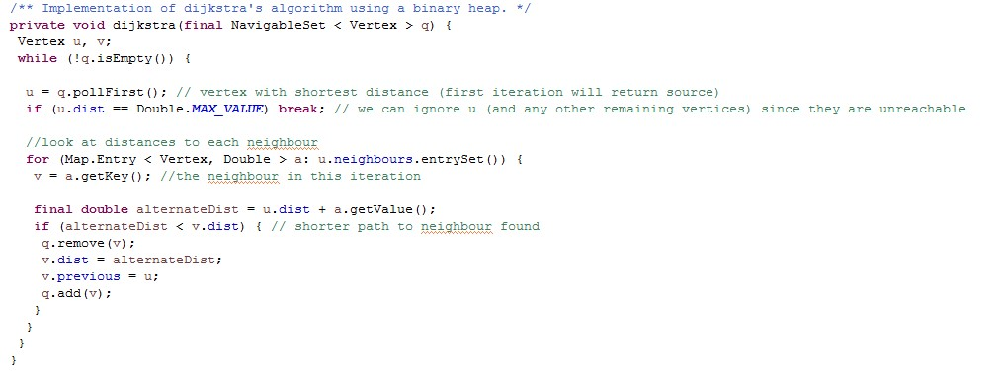 /** Implementation of dijkstra's algorithm using a binary heap. */
private void dijkstra(final NavigableSet < Vertex > q) {
Vertex u, v;
while (!q.isEmpty()) {
u = q.pollFirst(); // vertex with shortest distance (first iteration will return source)
if (u.dist == Double.MAX_VALUE) break; // we can ignore u (and any other remaining vertices) since they are unreachable
//look at distances to each neighbour
for (Map.Entry < Vertex, Double > a: u.neighbours.entrySet()) {
v = a.getKey(); //the neighbour in this iteration
final double alternateDist = u.dist + a.getValue();
if (alternateDist < v.dist) { // shorter path to neighbour found
q.remove(v);
v.dist = alternateDist;
v.previous = u;
q.add(v);
}
}
}
}